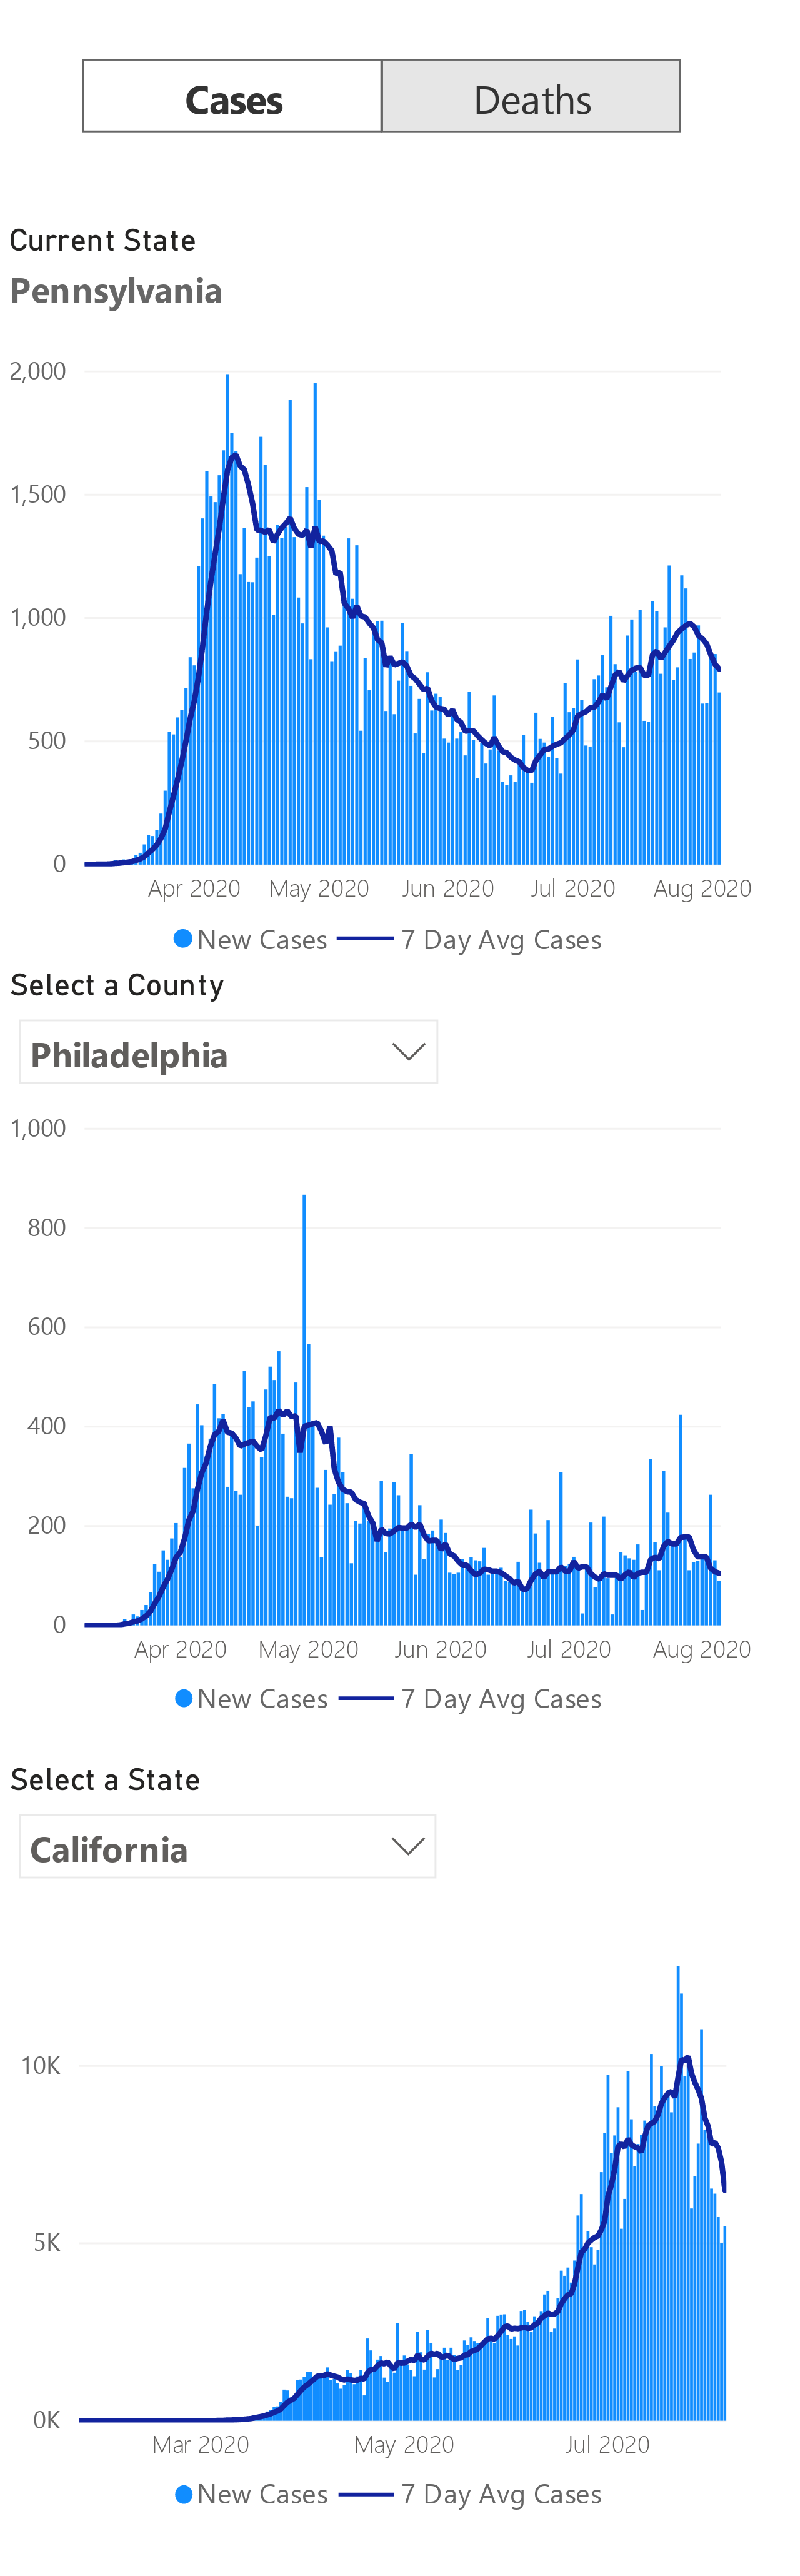 Cases Deaths
Current State
Pennsylvania
2,000
1,500
1,000
500
0
Apr 2020 May 2020 Jun 2020 Jul 2020 Aug 2020
New Cases 7 Day Avg Cases
Select a County
Philadelphia
1,000
800
600
400
200
0
Apr 2020 May 2020 Jun 2020 Jul 2020 Aug 2020
New Cases 7 Day Avg Cases
Select a State
California
10K
5K
0K
Mar 2020 May 2020 Jul 2020
New Cases 7 Day Avg Cases